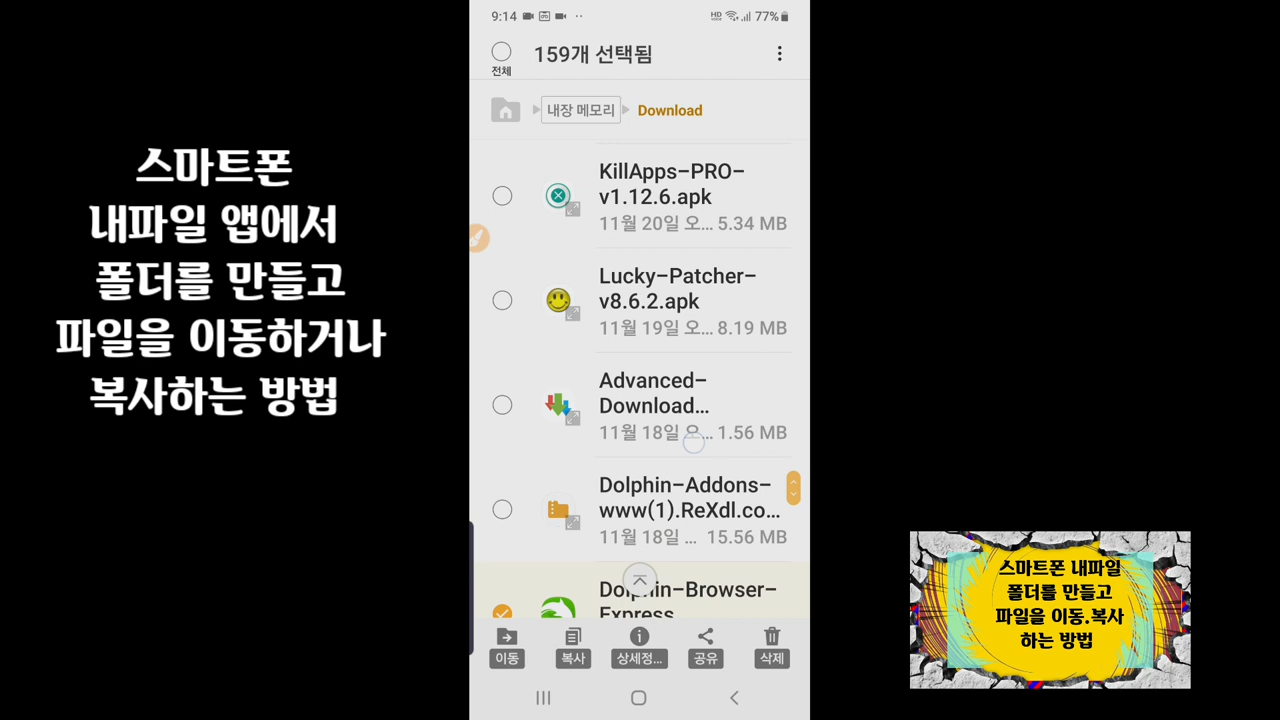 스마트폰
내파일 앱에서
폴더를 만들고
파일을 이동하거나
복사하는 방법
9:14
HD
77%
전체
159개 선택됨
내장 메모리
Download
KillApps-PRO-
v1.12.6.apk
11월 20일 오... 5.34 MB
Lucky-Patcher-
v8.6.2.apk
11월 19일 오... 8.19 MB
Advanced-
Download...
11월 18일 오... 1.56 MB
Dolphin-Addons-
www(1).ReXdl.co...
11월 18일 ... 15.56 MB
Dolphin-Browser-
Express
이동 복사 상세정... 공유 삭제
스마트폰 내파일
폴더를 만들고
파일을 이동.복사
하는 방법